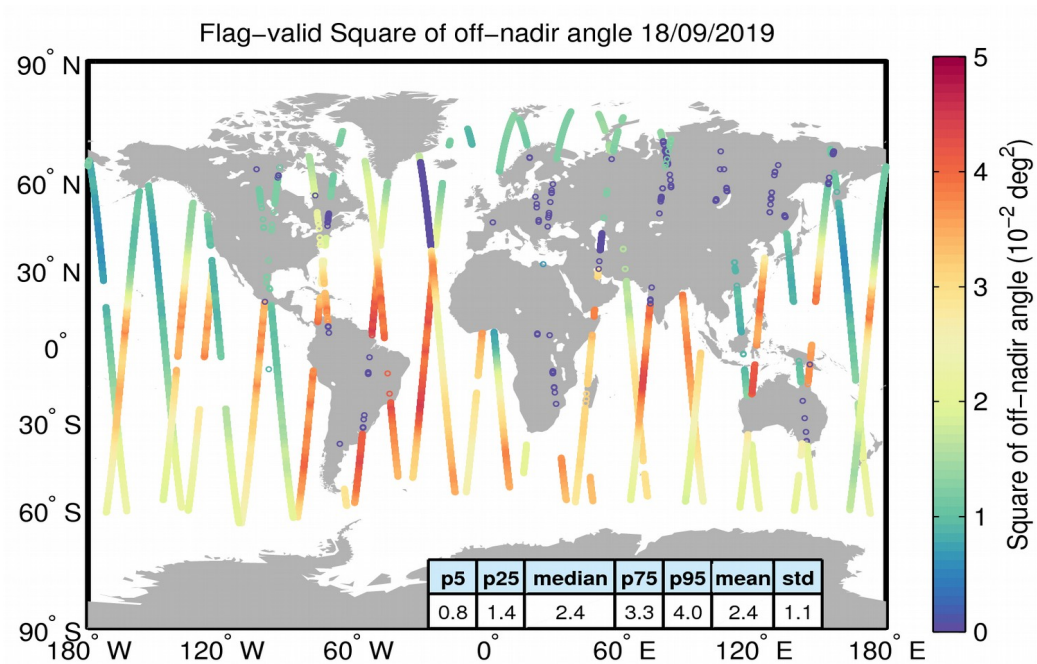 Flag−valid Square of off−nadir angle 18/09/2019
90° N
60° N
30° N
0°
30° S
60° S
90° S
180° W
120° W
60° W
0°
60° E
120° E
180° E
p5 p25 median p75 p95 mean std
0.8 1.4 2.4 3.3 4.0 2.4 1.1
5
4
3
2
1
0
Square of off−nadir angle (10⁻² deg²)